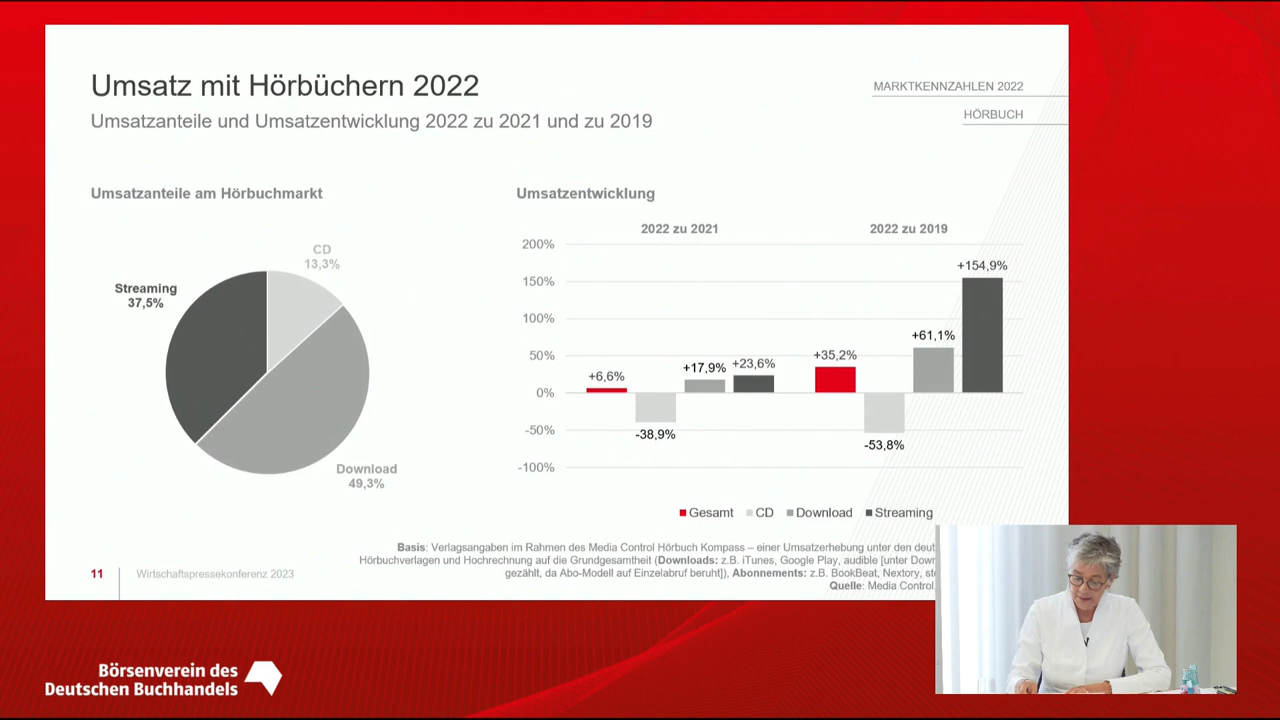 Umsatz mit Hörbüchern 2022
Umsatzanteile und Umsatzentwicklung 2022 zu 2021 und zu 2019
MARKTKENNZAHLEN 2022
HÖRBUCH
Umsatzanteile am Hörbuchmarkt
CD
13,3%
Streaming
37,5%
Download
49,3%
Umsatzentwicklung
2022 zu 2021
2022 zu 2019
200%
150%
100%
50%
0%
-50%
-100%
+6,6%
-38,9%
+17,9%
+23,6%
+35,2%
-53,8%
+61,1%
+154,9%
Gesamt
CD
Download
Streaming
Basis: Verlagsangaben im Rahmen des Media Control Hörbuch Kompass – einer Umsatzerhebung unter den
Hörbuchverlagen und Hochrechnung auf die Grundgesamtheit (Downloads: z.B. iTunes, Google Play, audible [unter
gezählt, da Abo-Modell auf Einzelabruf beruht]), Abonnements: z.B. BookBeat, Nextory,
Quelle: Media Control
11
Wirtschaftspressekonferenz 2023
Börsenverein des
Deutschen Buchhandels